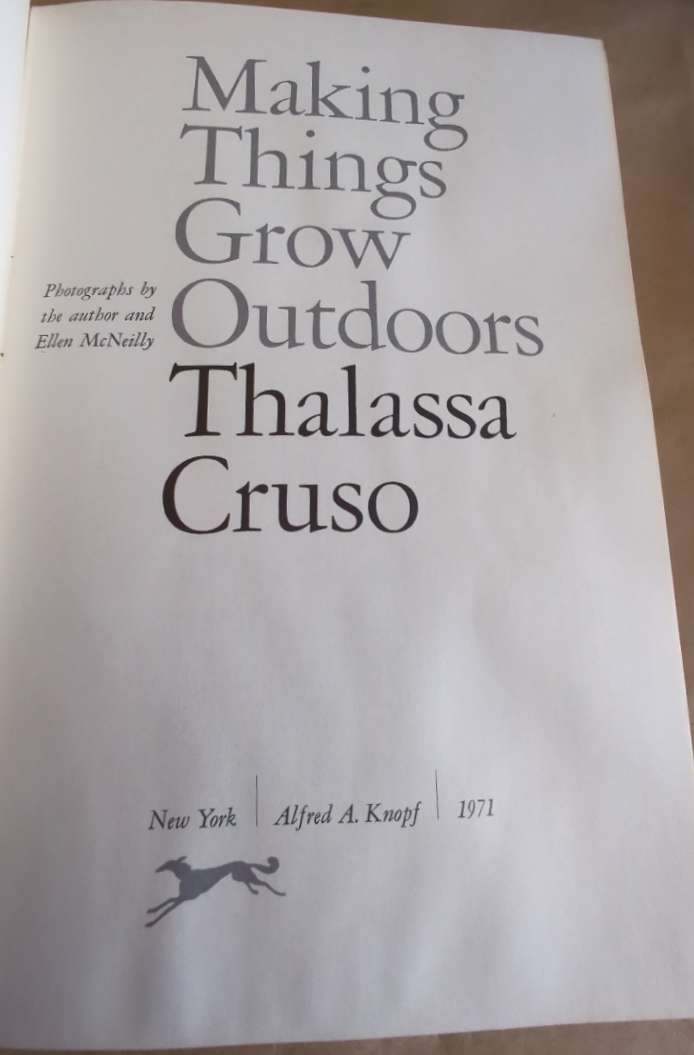 Making
Things
Grow
Outdoors
Photographs by
the author and
Ellen McNeilly
Thalassa
Cruso
New York | Alfred A. Knopf | 1971